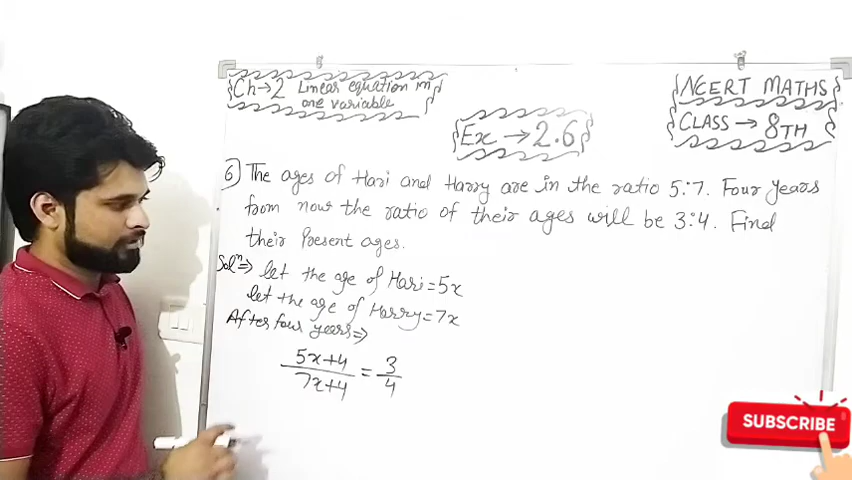 Ch→2 Linear equation in
one variable
NCERT MATHS
CLASS → 8TH
Ex → 2.6
6) The ages of Hari and Harry are in the ratio 5:7. Four years
from now the ratio of their ages will be 3:4. Find
their Present ages.
Solⁿ⇒ let the age of Hari = 5x
let the age of Harry = 7x
After four years⇒
5x+4
7x+4
=
3
4
SUBSCRIBE